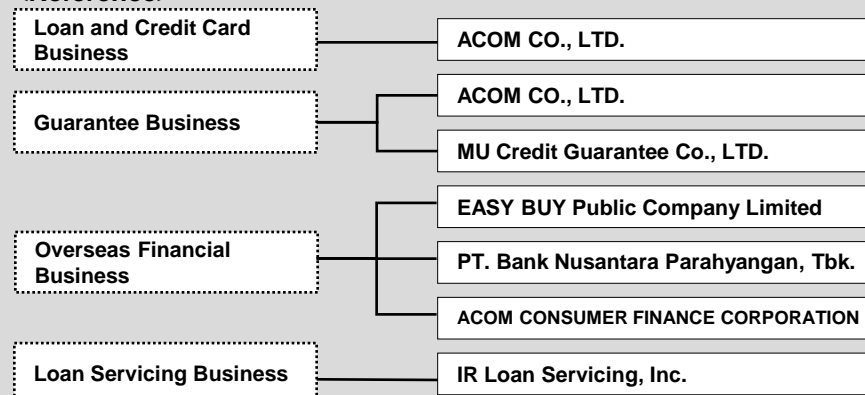 Loan and Credit Card
Business
ACOM CO., LTD.
Guarantee Business
ACOM CO., LTD.
MU Credit Guarantee Co., LTD.
Overseas Financial
Business
EASY BUY Public Company Limited
PT. Bank Nusantara Parahyangan, Tbk.
ACOM CONSUMER FINANCE CORPORATION
Loan Servicing Business
IR Loan Servicing, Inc.